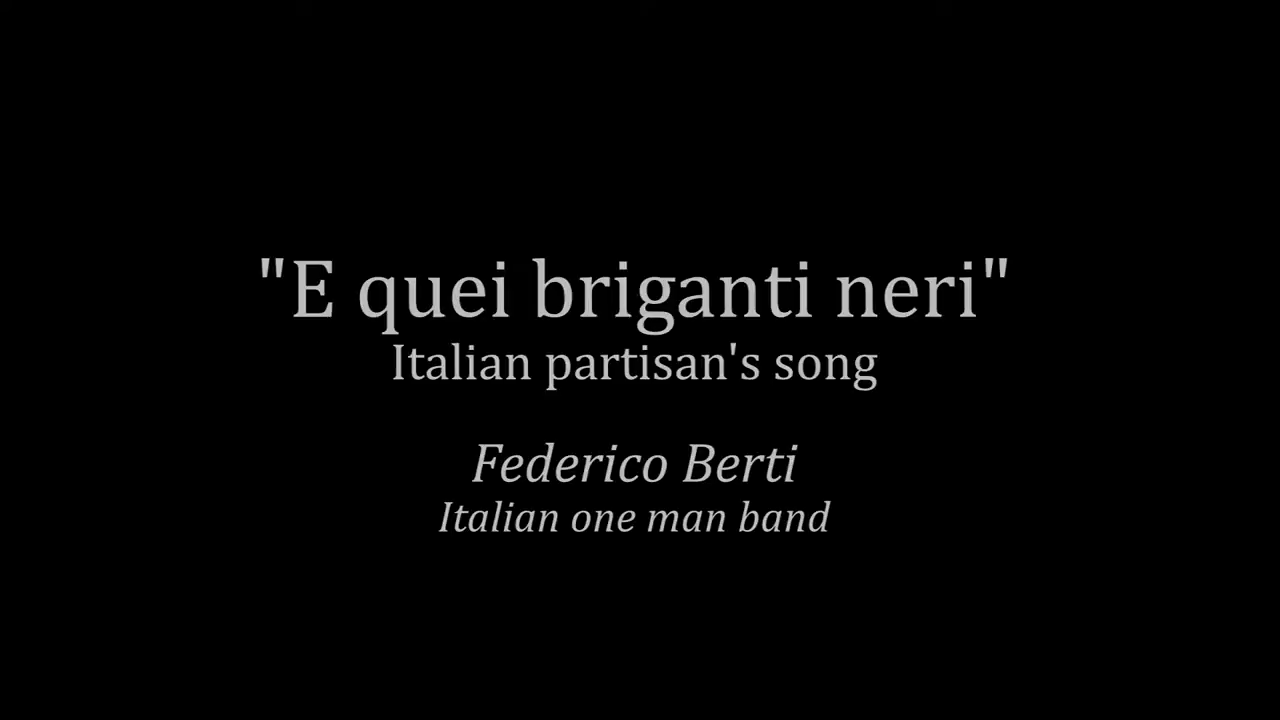 "E quei briganti neri"
Italian partisan's song
Federico Berti
Italian one man band